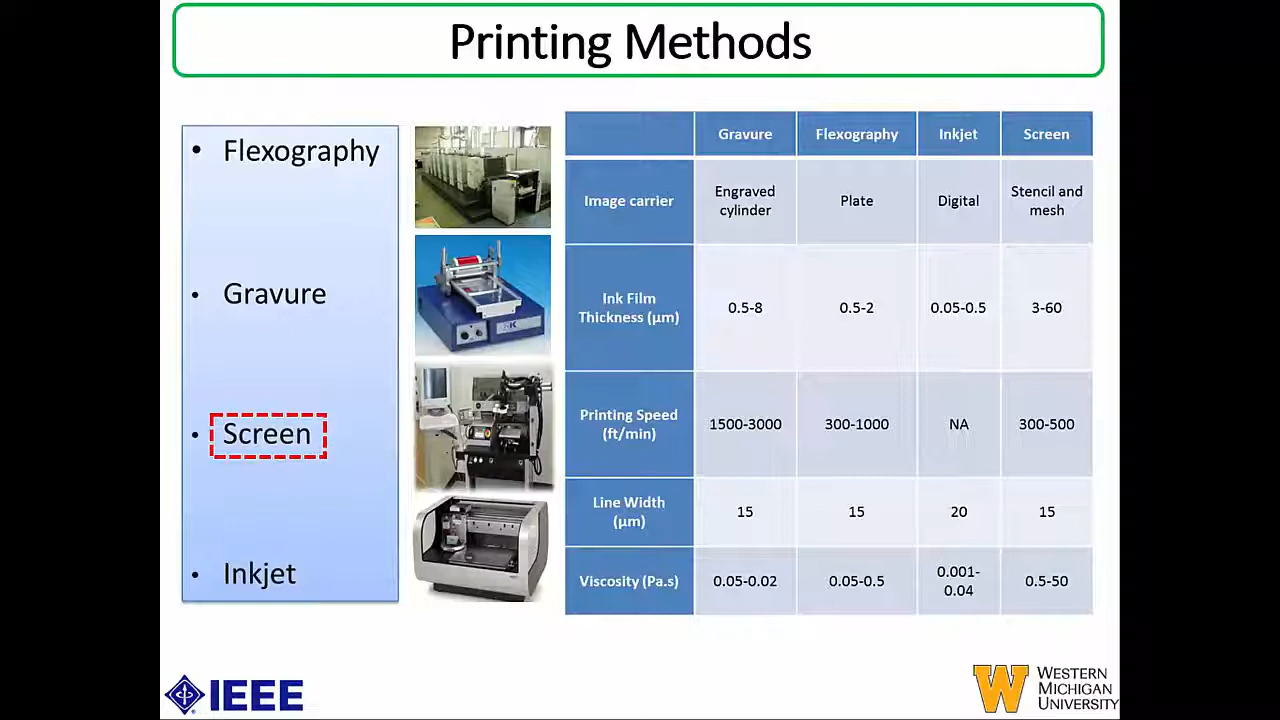 Printing Methods
• Flexography
• Gravure
• Screen
• Inkjet
Gravure Flexography Inkjet Screen
Image carrier Engraved cylinder Plate Digital Stencil and mesh
Ink Film Thickness (µm) 0.5-8 0.5-2 0.05-0.5 3-60
Printing Speed (ft/min) 1500-3000 300-1000 NA 300-500
Line Width (µm) 15 15 20 15
Viscosity (Pa.s) 0.05-0.02 0.05-0.5 0.001-0.04 0.5-50
IEEE
W
WESTERN
MICHIGAN
UNIVERSITY